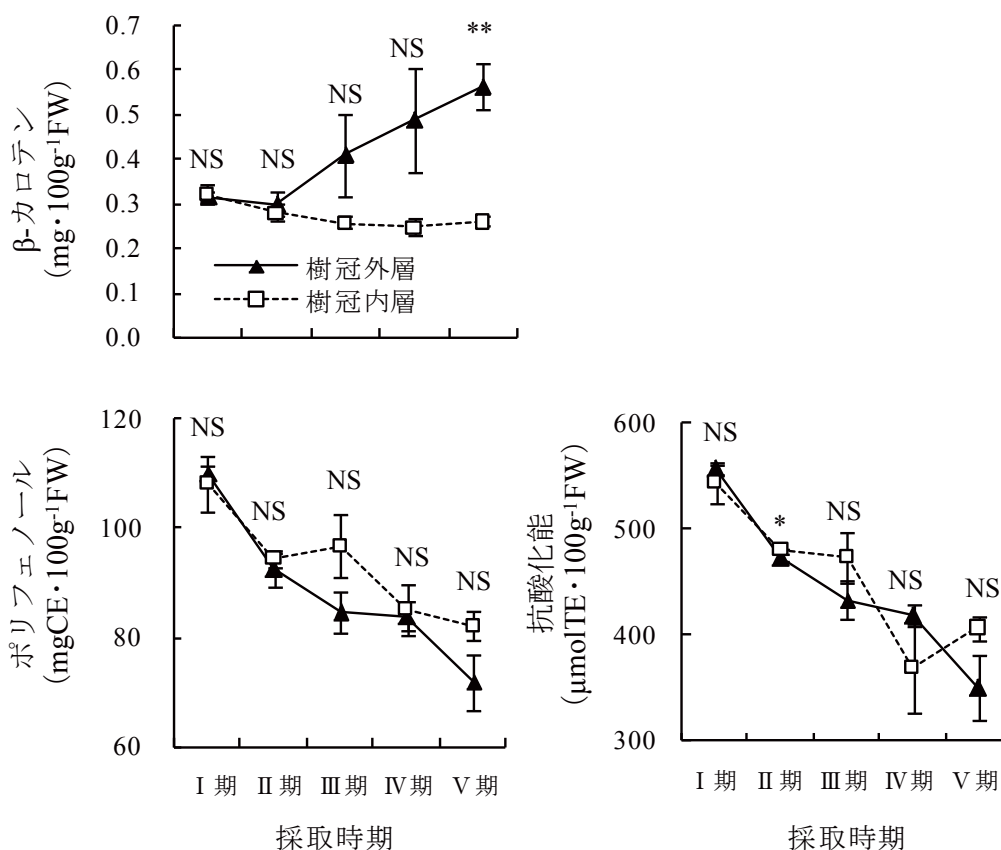 β-カロテン
(mg·100g-1FW)
0.7
0.6
0.5
0.4
0.3
0.2
0.1
0.0
NS
NS
NS
NS
**
樹冠外層
樹冠内層
ポリフェノール
(mgCE·100g-1FW)
120
100
80
60
NS
NS
NS
NS
NS
Ⅰ期 Ⅱ期 Ⅲ期 Ⅳ期 Ⅴ期
採取時期
抗酸化能
(μmolTE·100g-1FW)
600
500
400
300
NS
*
NS
NS
NS
Ⅰ期 Ⅱ期 Ⅲ期 Ⅳ期 Ⅴ期
採取時期